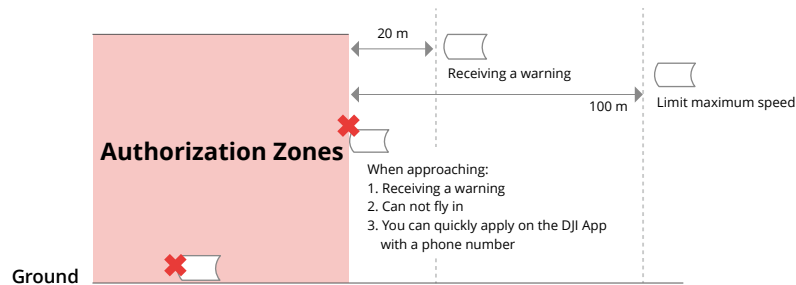 20 m
Receiving a warning
100 m
Limit maximum speed
Authorization Zones
When approaching:
1. Receiving a warning
2. Can not fly in
3. You can quickly apply on the DJI App
with a phone number
Ground